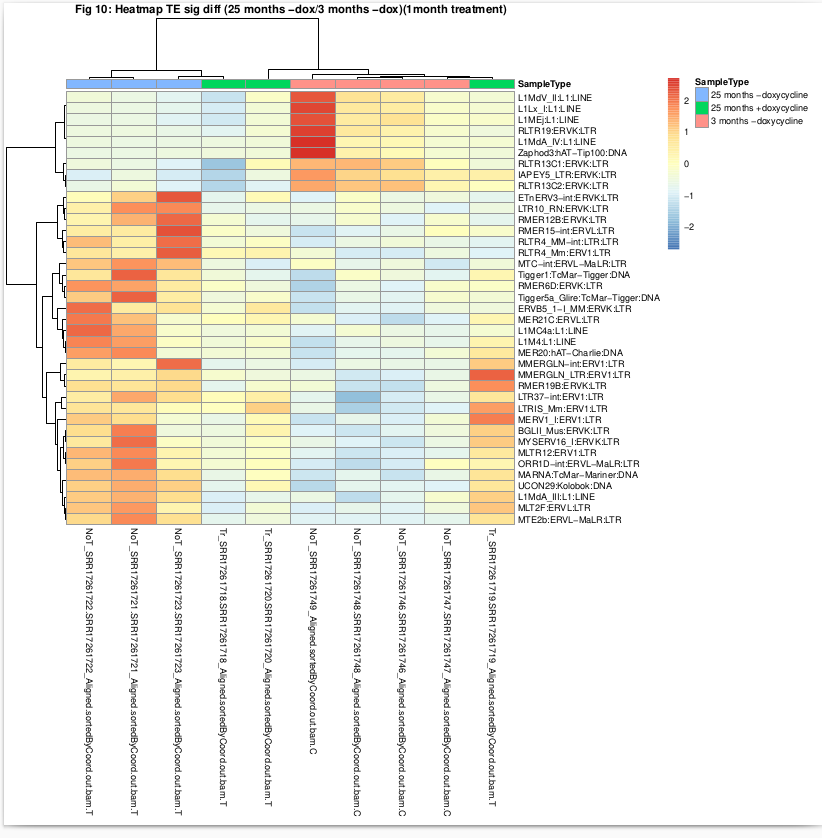 Fig 10: Heatmap TE sig diff (25 months −dox/3 months −dox)(1month treatment)
SampleType
L1MdV_II:L1:LINE
L1Lx_I:L1:LINE
L1MEj:L1:LINE
RLTR19:ERVK:LTR
L1MdA_IV:L1:LINE
Zaphod3:hAT−Tip100:DNA
RLTR13C1:ERVK:LTR
IAPEY5_LTR:ERVK:LTR
RLTR13C2:ERVK:LTR
ETnERV3−int:ERVK:LTR
LTR10_RN:ERVK:LTR
RMER12B:ERVK:LTR
RMER15−int:ERVL:LTR
RLTR4_MM−int:LTR:LTR
RLTR4_Mm:ERV1:LTR
MTC−int:ERVL−MaLR:LTR
Tigger1:TcMar−Tigger:DNA
RMER6D:ERVK:LTR
Tigger5a_Glire:TcMar−Tigger:DNA
ERVB5_1−I_MM:ERVK:LTR
MER21C:ERVL:LTR
L1MC4a:L1:LINE
L1M4:L1:LINE
MER20:hAT−Charlie:DNA
MMERGLN−int:ERV1:LTR
MMERGLN_LTR:ERV1:LTR
RMER19B:ERVK:LTR
LTR37−int:ERV1:LTR
LTRIS_Mm:ERV1:LTR
MERV1_I:ERV1:LTR
BGLII_Mus:ERVK:LTR
MYSERV16_I:ERVK:LTR
MLTR12:ERV1:LTR
ORR1D−int:ERVL−MaLR:LTR
MARNA:TcMar−Mariner:DNA
UCON29:Kolobok:DNA
L1MdA_III:L1:LINE
MLT2F:ERVL:LTR
MTE2b:ERVL−MaLR:LTR
2
1
0
−1
−2
SampleType
25 months −doxycycline
25 months +doxycycline
3 months −doxycycline
NoT_SRR17261722.SRR17261722_Aligned.sortedByCoord.out.bam.T
NoT_SRR17261721.SRR17261721_Aligned.sortedByCoord.out.bam.T
NoT_SRR17261723.SRR17261723_Aligned.sortedByCoord.out.bam.T
Tr_SRR17261718.SRR17261718_Aligned.sortedByCoord.out.bam.T
Tr_SRR17261720.SRR17261720_Aligned.sortedByCoord.out.bam.T
NoT_SRR17261749_Aligned.sortedByCoord.out.bam.C
NoT_SRR17261748.SRR17261748_Aligned.sortedByCoord.out.bam.C
NoT_SRR17261746.SRR17261746_Aligned.sortedByCoord.out.bam.C
NoT_SRR17261747.SRR17261747_Aligned.sortedByCoord.out.bam.C
Tr_SRR17261719.SRR17261719_Aligned.sortedByCoord.out.bam.T